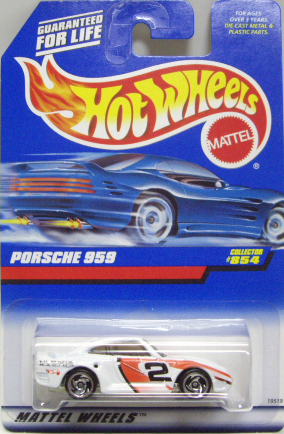 GUARANTEED
FOR LIFE
FOR AGES
OVER 3 YEARS.
DIE-CAST METAL &
PLASTIC PARTS.
HOT WHEELS
MATTEL
®
PORSCHE 959
COLLECTOR
#854
2
MATTEL WHEELS™